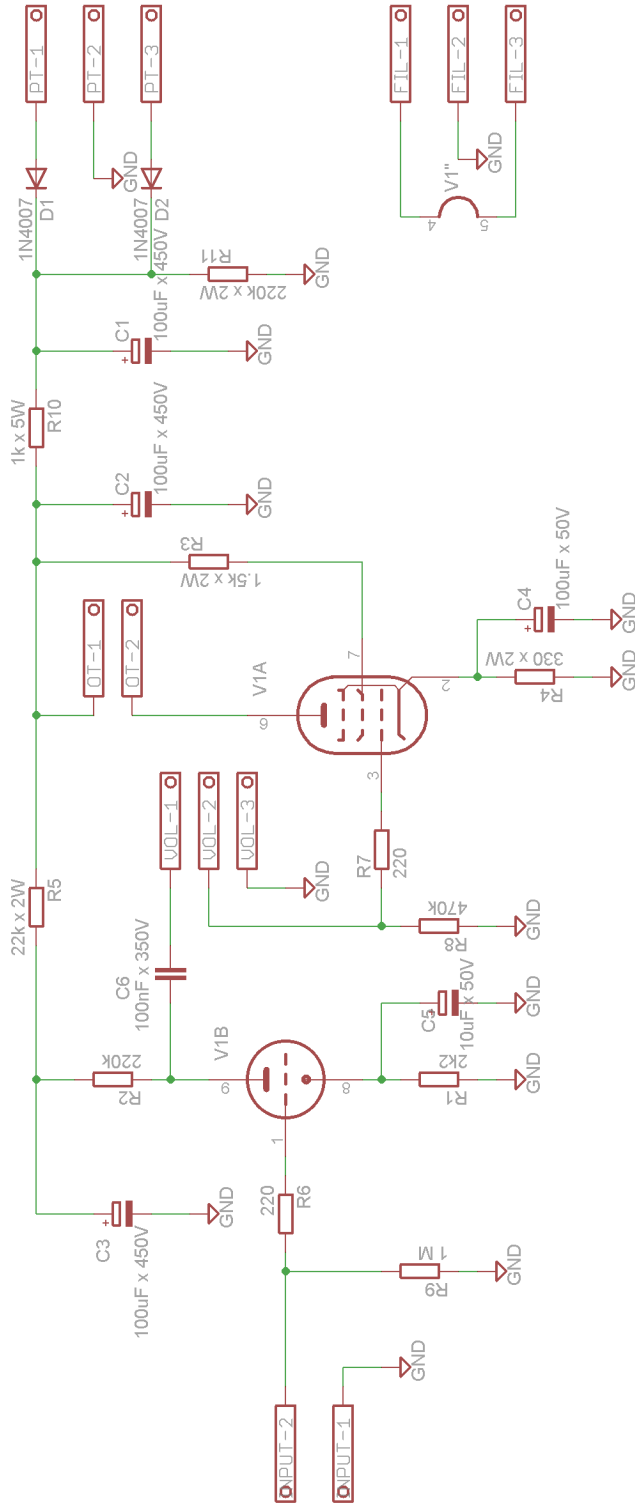 PT-1
PT-2
PT-3
FIL-1
FIL-2
FIL-3
1N4007
D1
GND
1N4007
D2
GND
V1"
4
5
R11
220k x 2W
GND
C1
100uF x 450V
GND
1k x 5W
R10
C2
100uF x 450V
GND
R3
1.5k x 2W
C4
100uF x 50V
GND
OT-1
OT-2
V1A
6
7
2
3
330 x 2W
R4
GND
VOL-1
VOL-2
VOL-3
GND
R7
220
22k x 2W
R5
470k
R8
GND
C6
100nF x 350V
C5
10uF x 50V
GND
V1B
220k
R2
9
8
1
2k2
R1
GND
C3
100uF x 450V
GND
220
R6
1 M
R9
GND
INPUT-2
INPUT-1
GND